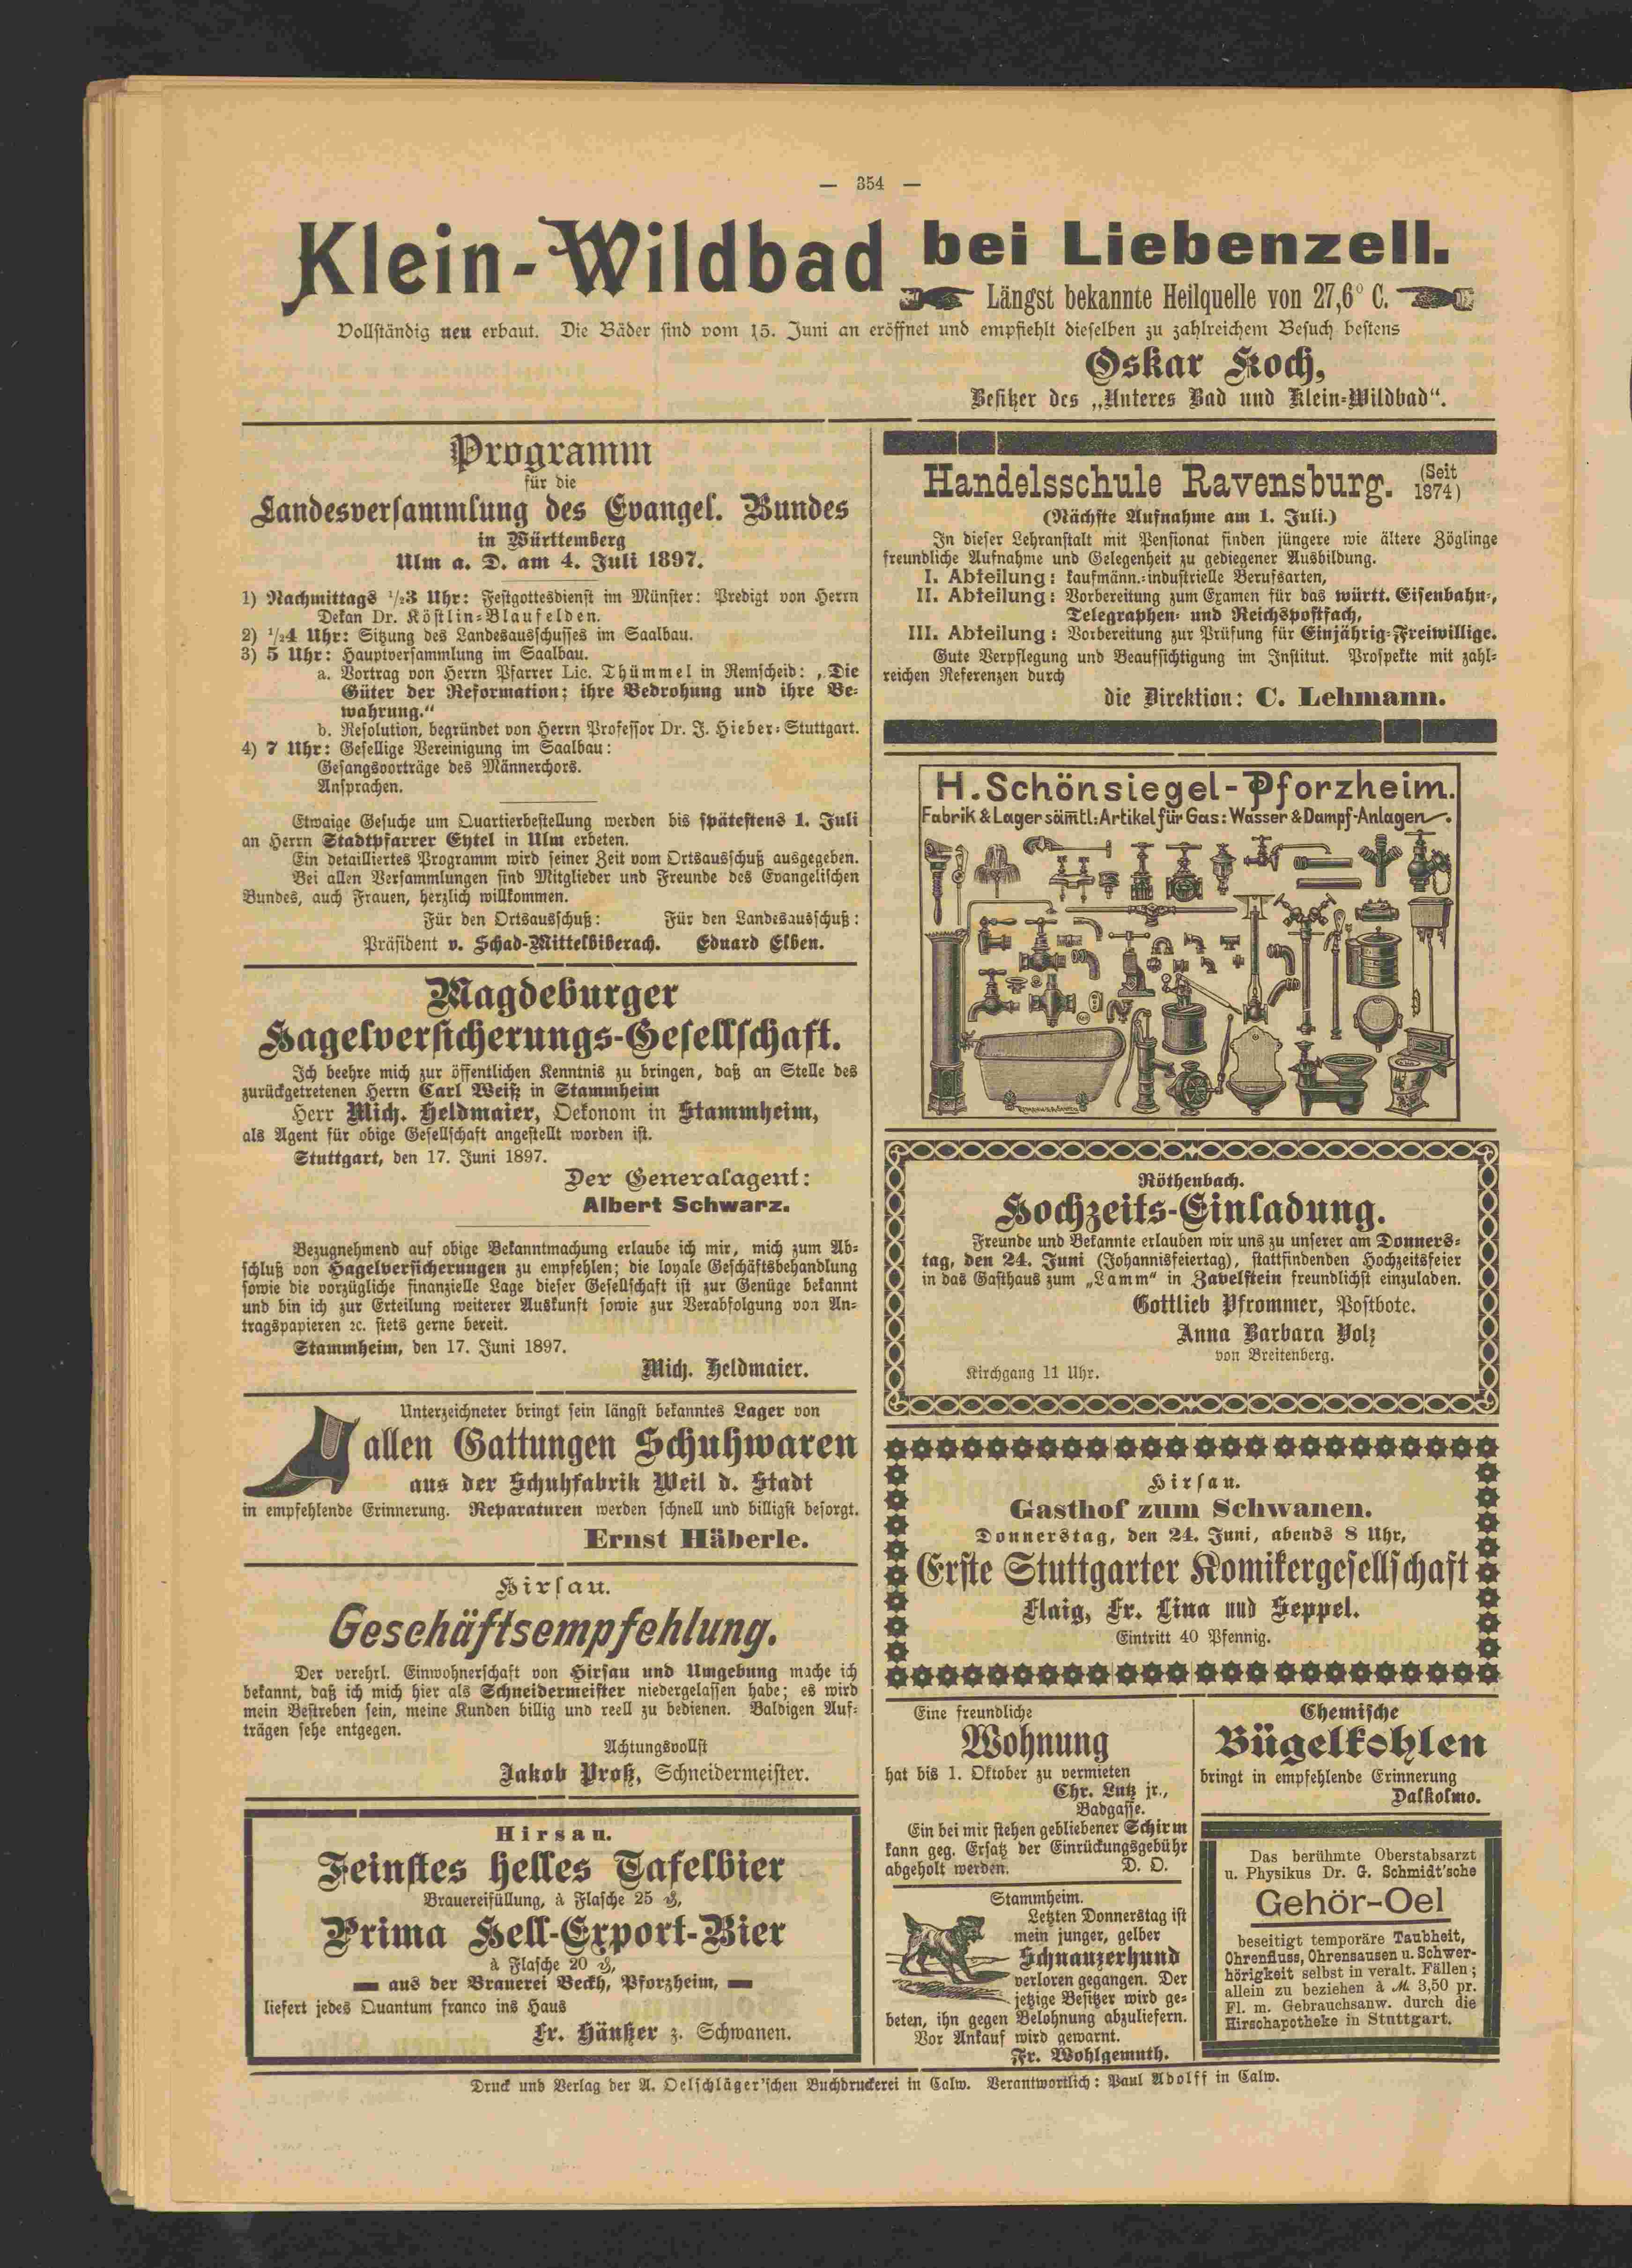 — 354 —
Klein-Wildbad bei Liebenzell.
Längst bekannte Heilquelle von 27,6° C.
Vollständig neu erbaut. Die Bäder sind vom 15. Juni an eröffnet und empfiehlt dieselben zu zahlreichem Besuch bestens
Oskar Koch,
Besitzer des „Unteres Bad und Klein-Wildbad“.
Programm
für die
Landesversammlung des Evangel. Bundes
in Württemberg
Ulm a. D. am 4. Juli 1897.
1) Nachmittags ½3 Uhr: Festgottesdienst im Münster: Predigt von Herrn
Dekan Dr. Köstlin-Blaufelden.
2) ½4 Uhr: Sitzung des Landesausschusses im Saalbau.
3) 5 Uhr: Hauptversammlung im Saalbau.
a. Vortrag von Herrn Pfarrer Lic. Thümmel in Remscheid: „Die
Güter der Reformation; ihre Bedrohung und ihre Be-
wahrung.“
b. Resolution, begründet von Herrn Professor Dr. J. Hieber-Stuttgart.
4) 7 Uhr: Gesellige Vereinigung im Saalbau:
Gesangsvorträge des Männerchors.
Ansprachen.
Etwaige Gesuche um Quartierbestellung werden bis spätestens 1. Juli
an Herrn Stadtpfarrer Eytel in Ulm erbeten.
Ein detailliertes Programm wird seiner Zeit vom Ortsausschuß ausgegeben.
Bei allen Versammlungen sind Mitglieder und Freunde des Evangelischen
Bundes, auch Frauen, herzlich willkommen.
Für den Ortsausschuß: Für den Landesausschuß:
Präsident v. Schad-Mittelbiberach. Eduard Elben.
Magdeburger
Hagelversicherungs-Gesellschaft.
Ich beehre mich zur öffentlichen Kenntnis zu bringen, daß an Stelle des
zurückgetretenen Herrn Carl Weiß in Stammheim
Herr Mich. Heldmaier, Oekonom in Stammheim,
als Agent für obige Gesellschaft angestellt worden ist.
Stuttgart, den 17. Juni 1897.
Der Generalagent:
Albert Schwarz.
Bezugnehmend auf obige Bekanntmachung erlaube ich mir, mich zum Ab-
schluß von Hagelversicherungen zu empfehlen; die loyale Geschäftsbehandlung
sowie die vorzügliche finanzielle Lage dieser Gesellschaft ist zur Genüge bekannt
und bin ich zur Erteilung weiterer Auskunft sowie zur Verabfolgung von An-
tragspapieren ꝛc. stets gerne bereit.
Stammheim, den 17. Juni 1897.
Mich. Heldmaier.
Unterzeichneter bringt sein längst bekanntes Lager von
allen Gattungen Schuhwaren
aus der Schuhfabrik Weil d. Stadt
in empfehlende Erinnerung. Reparaturen werden schnell und billigst besorgt.
Ernst Häberle.
Hirsau.
Geschäftsempfehlung.
Der verehrl. Einwohnerschaft von Hirsau und Umgebung mache ich
bekannt, daß ich mich hier als Schneidermeister niedergelassen habe; es wird
mein Bestreben sein, meine Kunden billig und reell zu bedienen. Baldigen Auf-
trägen sehe entgegen.
Achtungsvollst
Jakob Proß, Schneidermeister.
Hirsau.
Feinstes helles Tafelbier
Brauereifüllung, à Flasche 25 ₰,
Prima Hell-Export-Bier
à Flasche 20 ₰,
aus der Brauerei Beckh, Pforzheim,
liefert jedes Quantum franco ins Haus
Fr. Häußer z. Schwanen.
Handelsschule Ravensburg. (Seit 1874)
(Nächste Aufnahme am 1. Juli.)
In dieser Lehranstalt mit Pensionat finden jüngere wie ältere Zöglinge
freundliche Aufnahme und Gelegenheit zu gediegener Ausbildung.
I. Abteilung: kaufmänn.-industrielle Berufsarten,
II. Abteilung: Vorbereitung zum Examen für das württ. Eisenbahn-,
Telegraphen- und Reichspostfach,
III. Abteilung: Vorbereitung zur Prüfung für Einjährig-Freiwillige.
Gute Verpflegung und Beaufsichtigung im Institut. Prospekte mit zahl-
reichen Referenzen durch
die Direktion: C. Lehmann.
H. Schönsiegel-Pforzheim.
Fabrik & Lager sämtl: Artikel für Gas: Wasser & Dampf-Anlagen.
Röthenbach.
Hochzeits-Einladung.
Freunde und Bekannte erlauben wir uns zu unserer am Donners-
tag, den 24. Juni (Johannisfeiertag), stattfindenden Hochzeitsfeier
in das Gasthaus zum „Lamm“ in Zavelstein freundlichst einzuladen.
Gottlieb Pfrommer, Postbote.
Anna Barbara Volz
von Breitenberg.
Kirchgang 11 Uhr.
Hirsau.
Gasthof zum Schwanen.
Donnerstag, den 24. Juni, abends 8 Uhr,
Erste Stuttgarter Komikergesellschaft
Flaig, Fr. Lina und Seppel.
Eintritt 40 Pfennig.
Eine freundliche
Wohnung
hat bis 1. Oktober zu vermieten
Chr. Lutz jr.,
Badgasse.
Ein bei mir stehen gebliebener Schirm
kann geg. Ersatz der Einrückungsgebühr
abgeholt werden. D. O.
Stammheim.
Letzten Donnerstag ist
mein junger, gelber
Schnauzerhund
verloren gegangen. Der
jetzige Besitzer wird ge-
beten, ihn gegen Belohnung abzuliefern.
Vor Ankauf wird gewarnt.
Fr. Wohlgemuth.
Chemische
Bügelkohlen
bringt in empfehlende Erinnerung
Dalkolmo.
Das berühmte Oberstabsarzt
u. Physikus Dr. G. Schmidt'sche
Gehör-Oel
beseitigt temporäre Taubheit,
Ohrenfluss, Ohrensausen u. Schwer-
hörigkeit selbst in veralt. Fällen;
allein zu beziehen à M. 3,50 pr.
Fl. m. Gebrauchsanw. durch die
Hirschapotheke in Stuttgart.
Druck und Verlag der A. Oelschläger'schen Buchdruckerei in Calw. Verantwortlich: Paul Adolff in Calw.